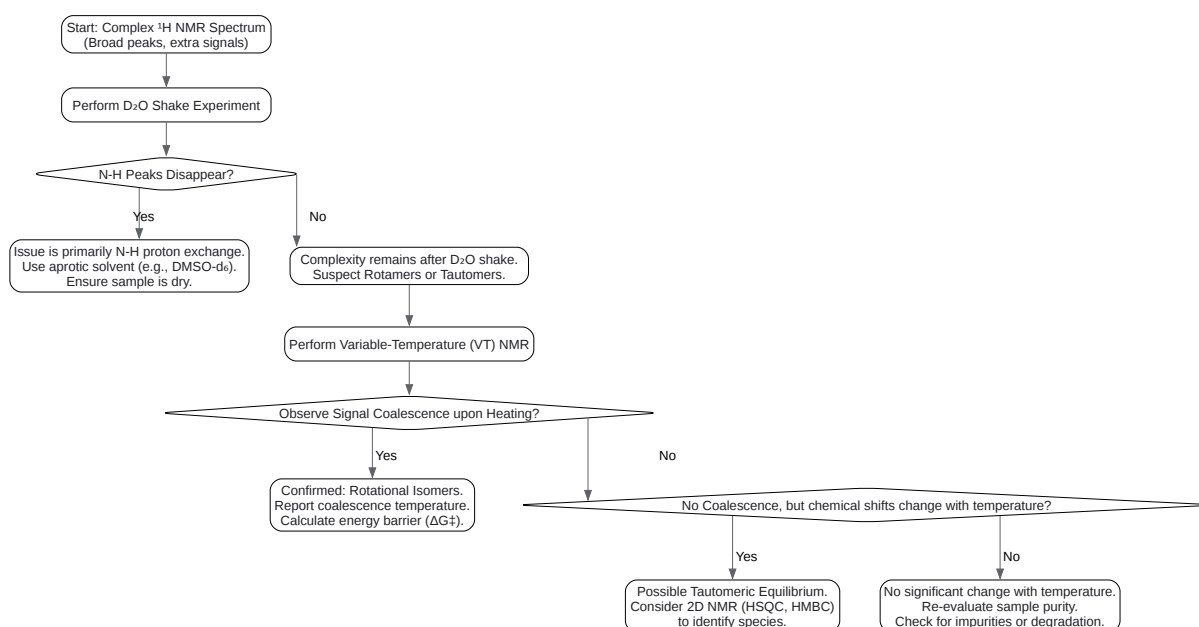 Start: Complex ¹H NMR Spectrum
(Broad peaks, extra signals)
Perform D₂O Shake Experiment
N-H Peaks Disappear?
Yes
No
Issue is primarily N-H proton exchange.
Use aprotic solvent (e.g., DMSO-d₆).
Ensure sample is dry.
Complexity remains after D₂O shake.
Suspect Rotamers or Tautomers.
Perform Variable-Temperature (VT) NMR
Observe Signal Coalescence upon Heating?
Yes
No
Confirmed: Rotational Isomers.
Report coalescence temperature.
Calculate energy barrier (ΔG‡).
No Coalescence, but chemical shifts change with temperature?
Yes
No
Possible Tautomeric Equilibrium.
Consider 2D NMR (HSQC, HMBC)
to identify species.
No significant change with temperature.
Re-evaluate sample purity.
Check for impurities or degradation.